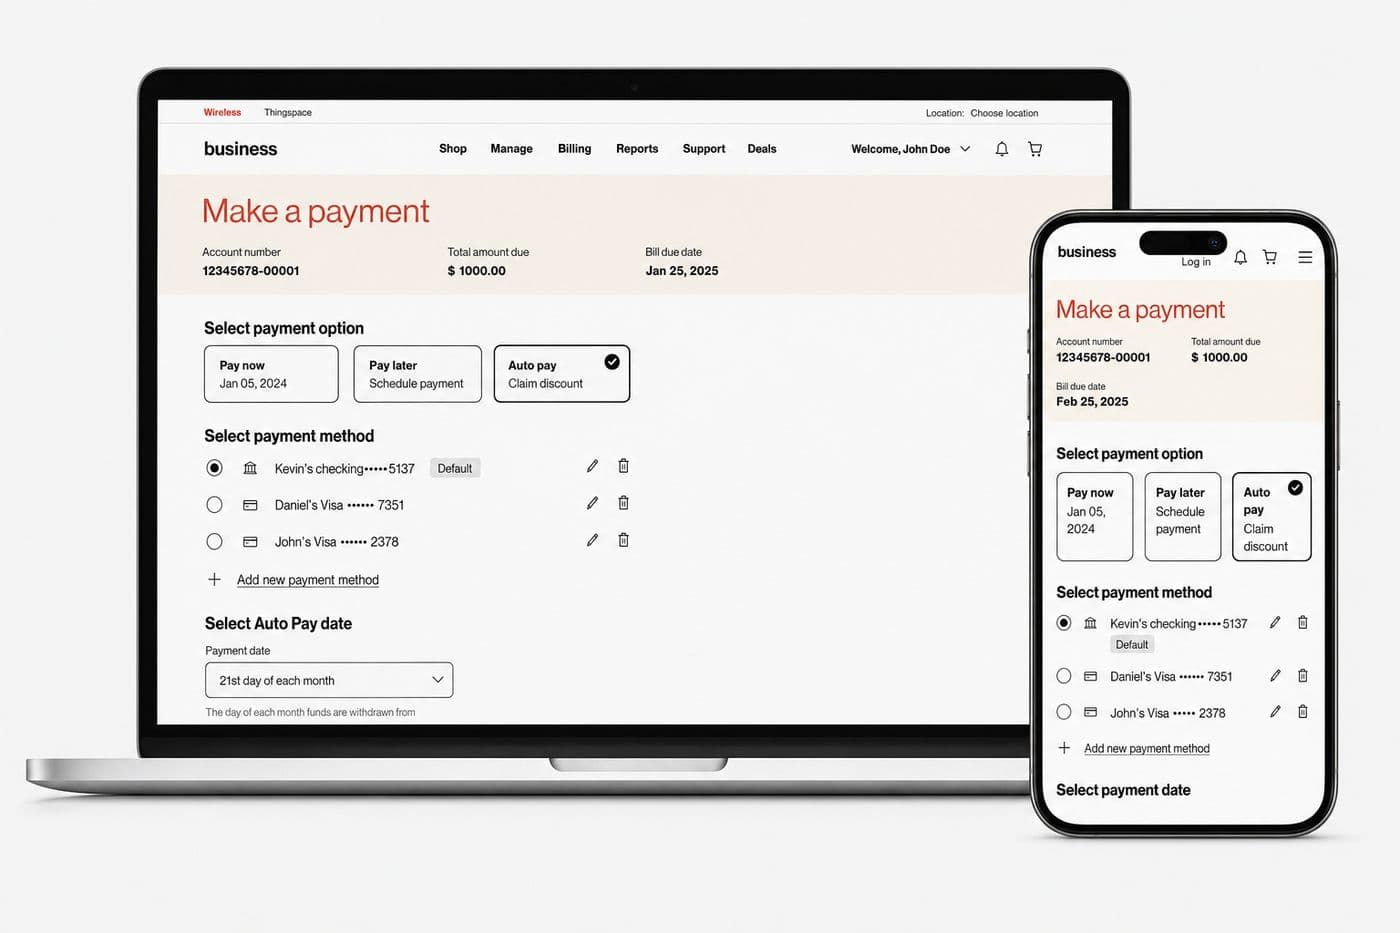 Wireless Thingspace Location: Choose location
business Shop Manage Billing Reports Support Deals Welcome, John Doe
Make a payment
Account number Total amount due Bill due date
12345678-00001 $ 1000.00 Jan 25, 2025
Select payment option
Pay now Pay later Auto pay
Jan 05, 2024 Schedule payment Claim discount
Select payment method
Kevin's checking•••••5137 Default
Daniel's Visa •••••• 7351
John's Visa •••••• 2378
Add new payment method
Select Auto Pay date
Payment date
21st day of each month
The day of each month funds are withdrawn from
business
Log in
Make a payment
Account number Total amount due
12345678-00001 $ 1000.00
Bill due date
Feb 25, 2025
Select payment option
Pay now
Jan 05,
2024
Pay later
Schedule
payment
Auto
pay
Claim
discount
Select payment method
Kevin's checking•••••5137
Default
Daniel's Visa •••••• 7351
John's Visa ••••• 2378
Add new payment method
Select payment date